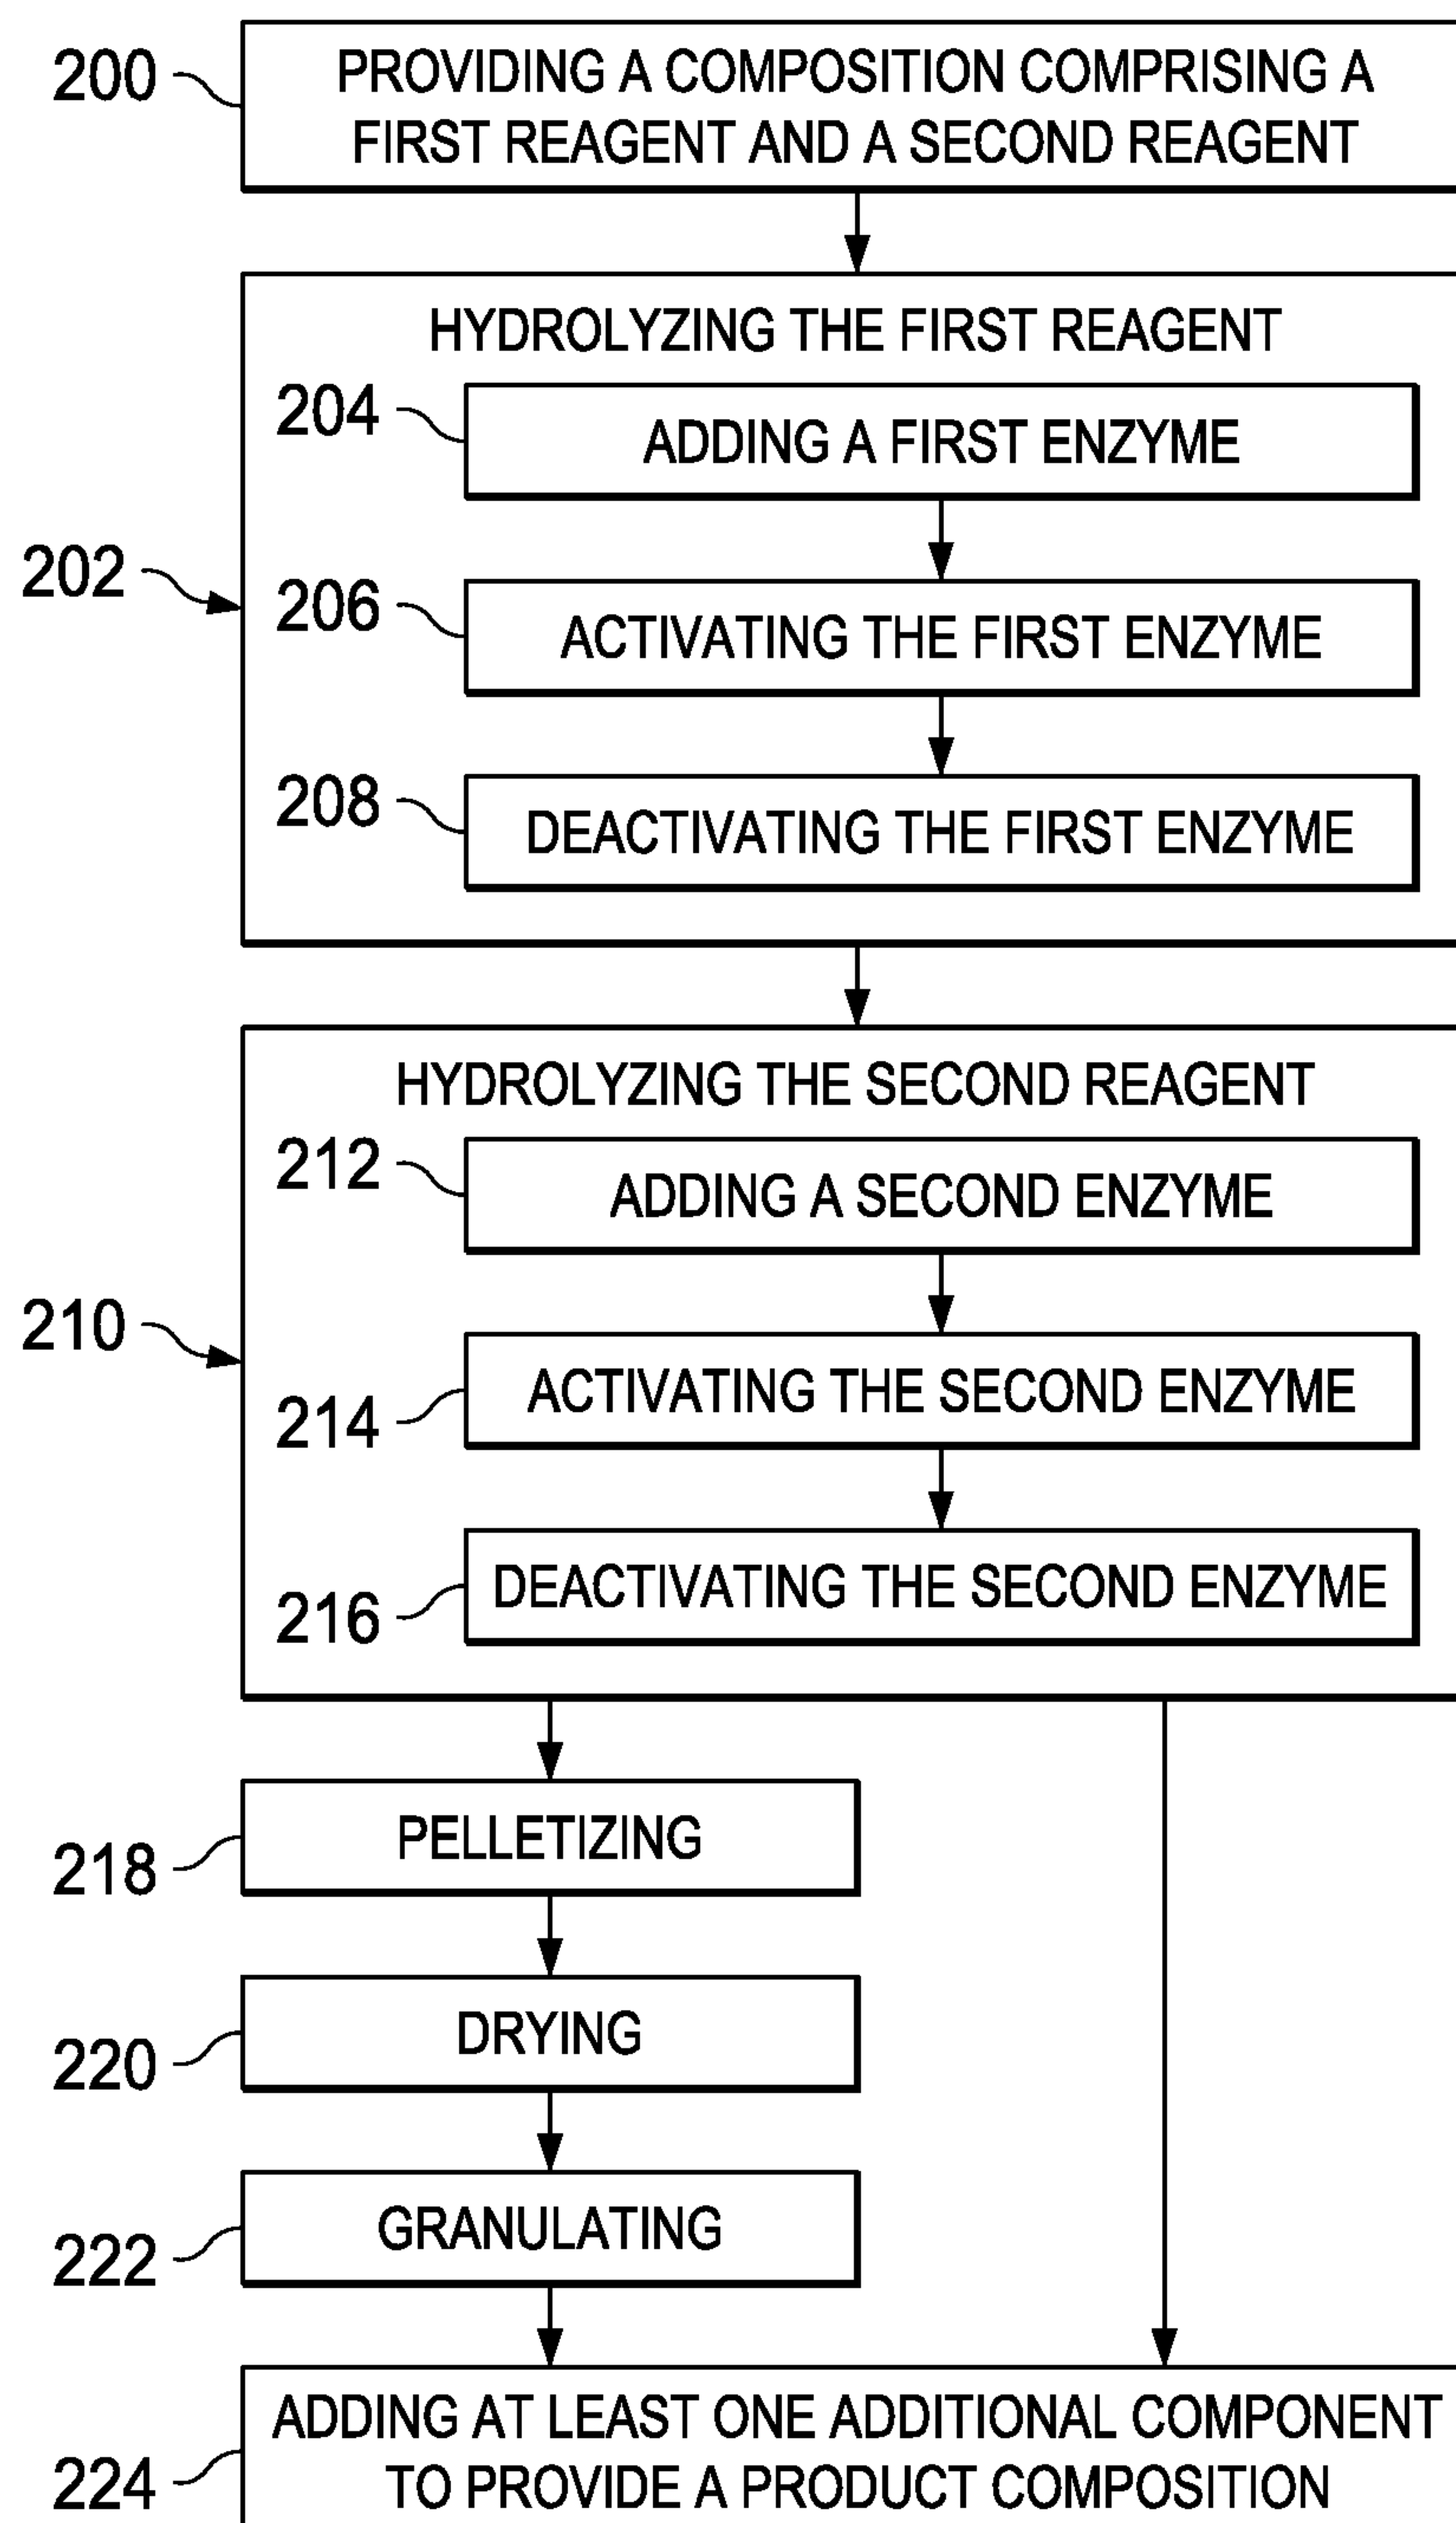 200
PROVIDING A COMPOSITION COMPRISING A
FIRST REAGENT AND A SECOND REAGENT
202
HYDROLYZING THE FIRST REAGENT
204
ADDING A FIRST ENZYME
206
ACTIVATING THE FIRST ENZYME
208
DEACTIVATING THE FIRST ENZYME
210
HYDROLYZING THE SECOND REAGENT
212
ADDING A SECOND ENZYME
214
ACTIVATING THE SECOND ENZYME
216
DEACTIVATING THE SECOND ENZYME
218
PELLETIZING
220
DRYING
222
GRANULATING
224
ADDING AT LEAST ONE ADDITIONAL COMPONENT
TO PROVIDE A PRODUCT COMPOSITION